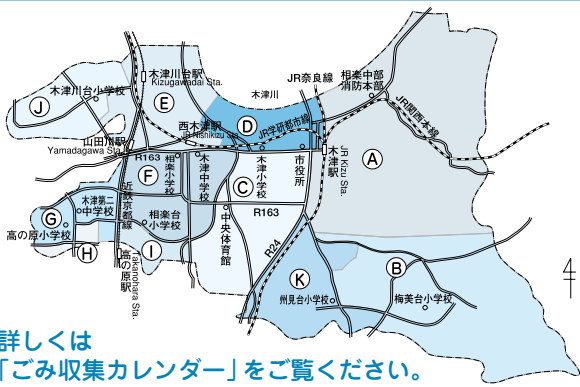 木津川台駅
Kizugawadai Sta.
木津川台小学校
J
E
木津川
JR奈良線
相楽中部
消防本部
JR関西本線
西木津駅
JR Nishikizu Sta.
D
JR学研都市線
山田川駅
Yamadagawa Sta.
R163
相楽小学校
木津中学校
木津小学校
市役所
木津駅
JR Kizu Sta.
A
F
C
木津第二
中学校
近鉄京都線
相楽台
小学校
中央体育館
R163
G
高の原小学校
H
I
高の原駅
Takanohara Sta.
R24
K
州見台小学校
B
梅美台小学校
4
詳しくは
「ごみ収集カレンダー」をご覧ください。